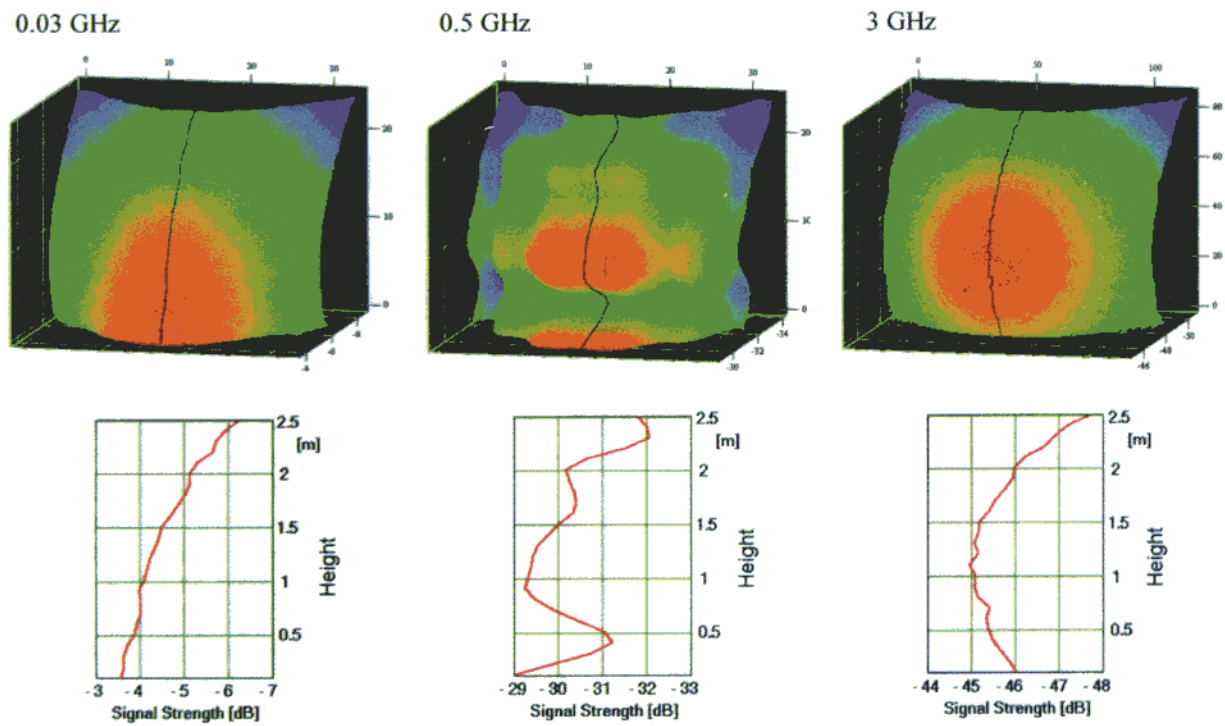 0.03 GHz
0.5 GHz
3 GHz
0 10 20 30
20
10
0
-8
-6
0 10 20 30
20
10
0
-34
-32
-30
0 50 100
80
60
40
20
0
-50
-48
-46
2.5
[m]
2
1.5
1
0.5
Height
-3 -4 -5 -6 -7
Signal Strength [dB]
2.5
[m]
2
1.5
1
0.5
Height
-29 -30 -31 -32 -33
Signal Strength [dB]
2.5
[m]
2
1.5
1
0.5
Height
-44 -45 -46 -47 -48
Signal Strength [dB]